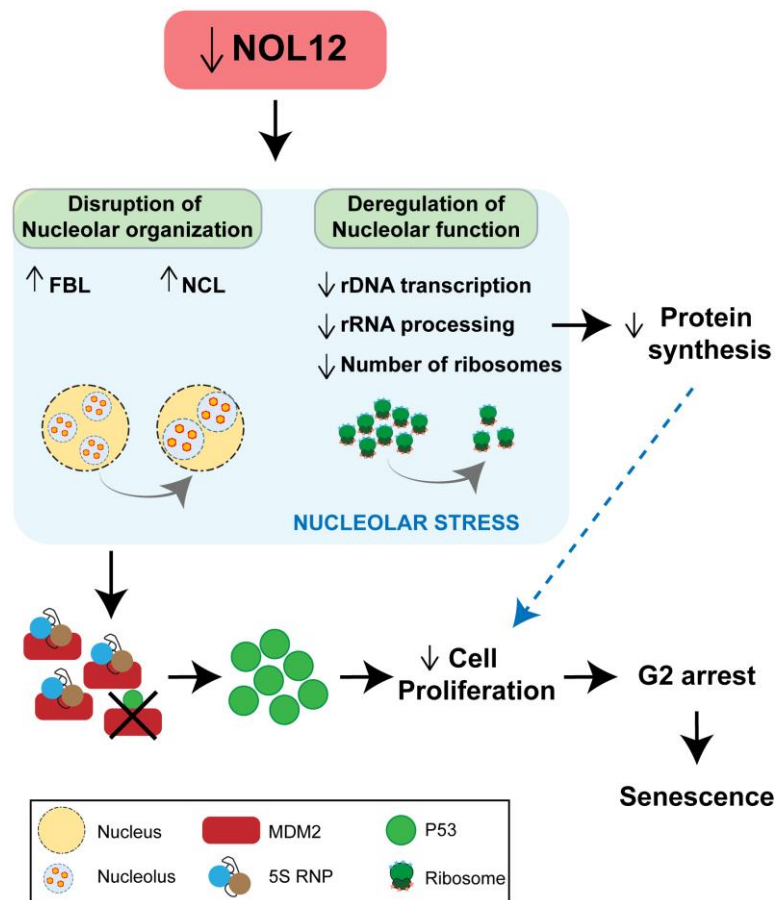 ↓ NOL12
Disruption of
Nucleolar organization
Deregulation of
Nucleolar function
↑ FBL
↑ NCL
↓ rDNA transcription
↓ rRNA processing
↓ Number of ribosomes
↓ Protein
synthesis
NUCLEOLAR STRESS
↓ Cell
Proliferation
G2 arrest
Senescence
Nucleus
MDM2
P53
Nucleolus
5S RNP
Ribosome